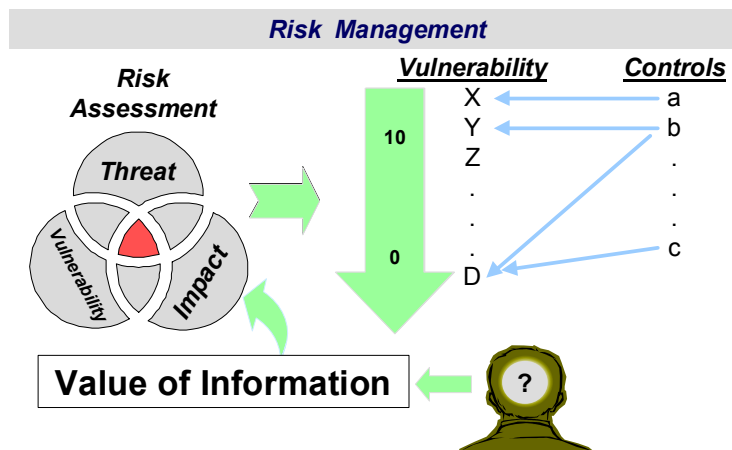 Risk Management
Risk
Assessment
Threat
Vulnerability
Impact
10
0
Vulnerability
X
Y
Z
.
.
.
D
Controls
a
b
.
.
.
c
Value of Information
?